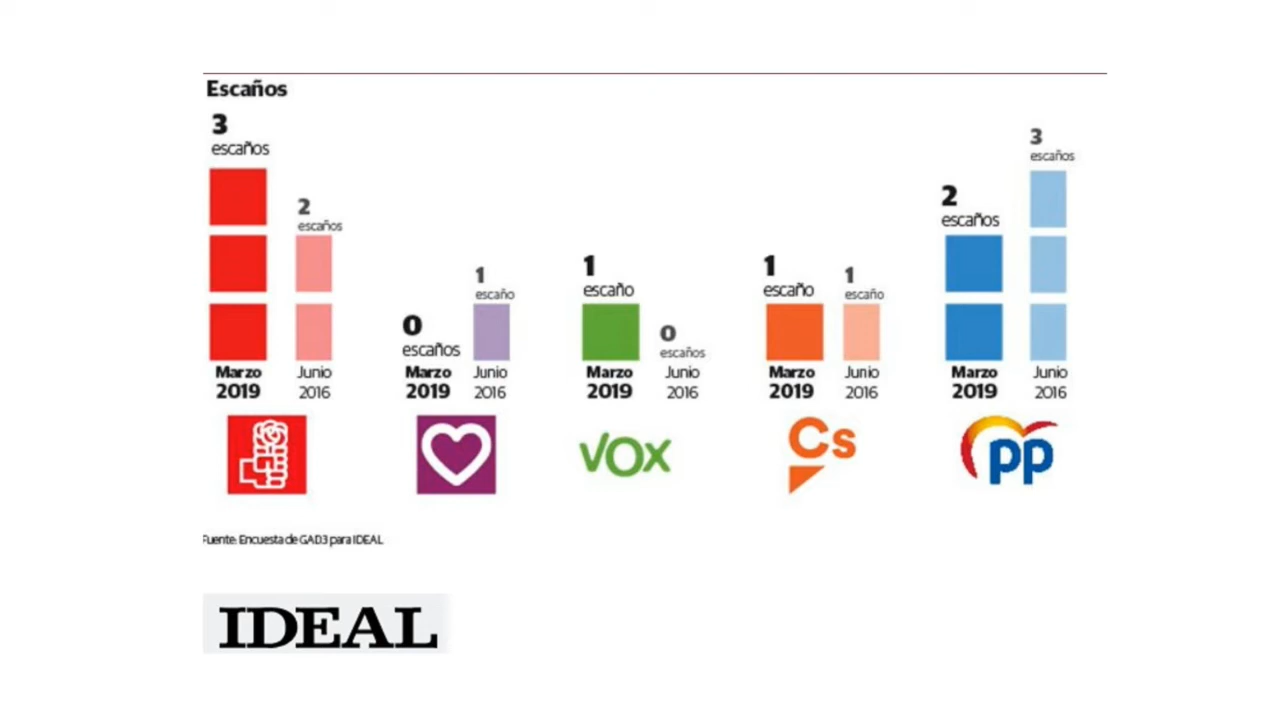 Escaños
3
escaños
2
escaños
0
escaños
1
escaño
1
escaño
0
escaños
1
escaño
1
escaño
2
escaños
3
escaños
Marzo
2019
Junio
2016
Marzo
2019
Junio
2016
Marzo
2019
Junio
2016
Marzo
2019
Junio
2016
Marzo
2019
Junio
2016
VOX
Cs
pp
Fuente: Encuesta de GAD3 para IDEAL
IDEAL